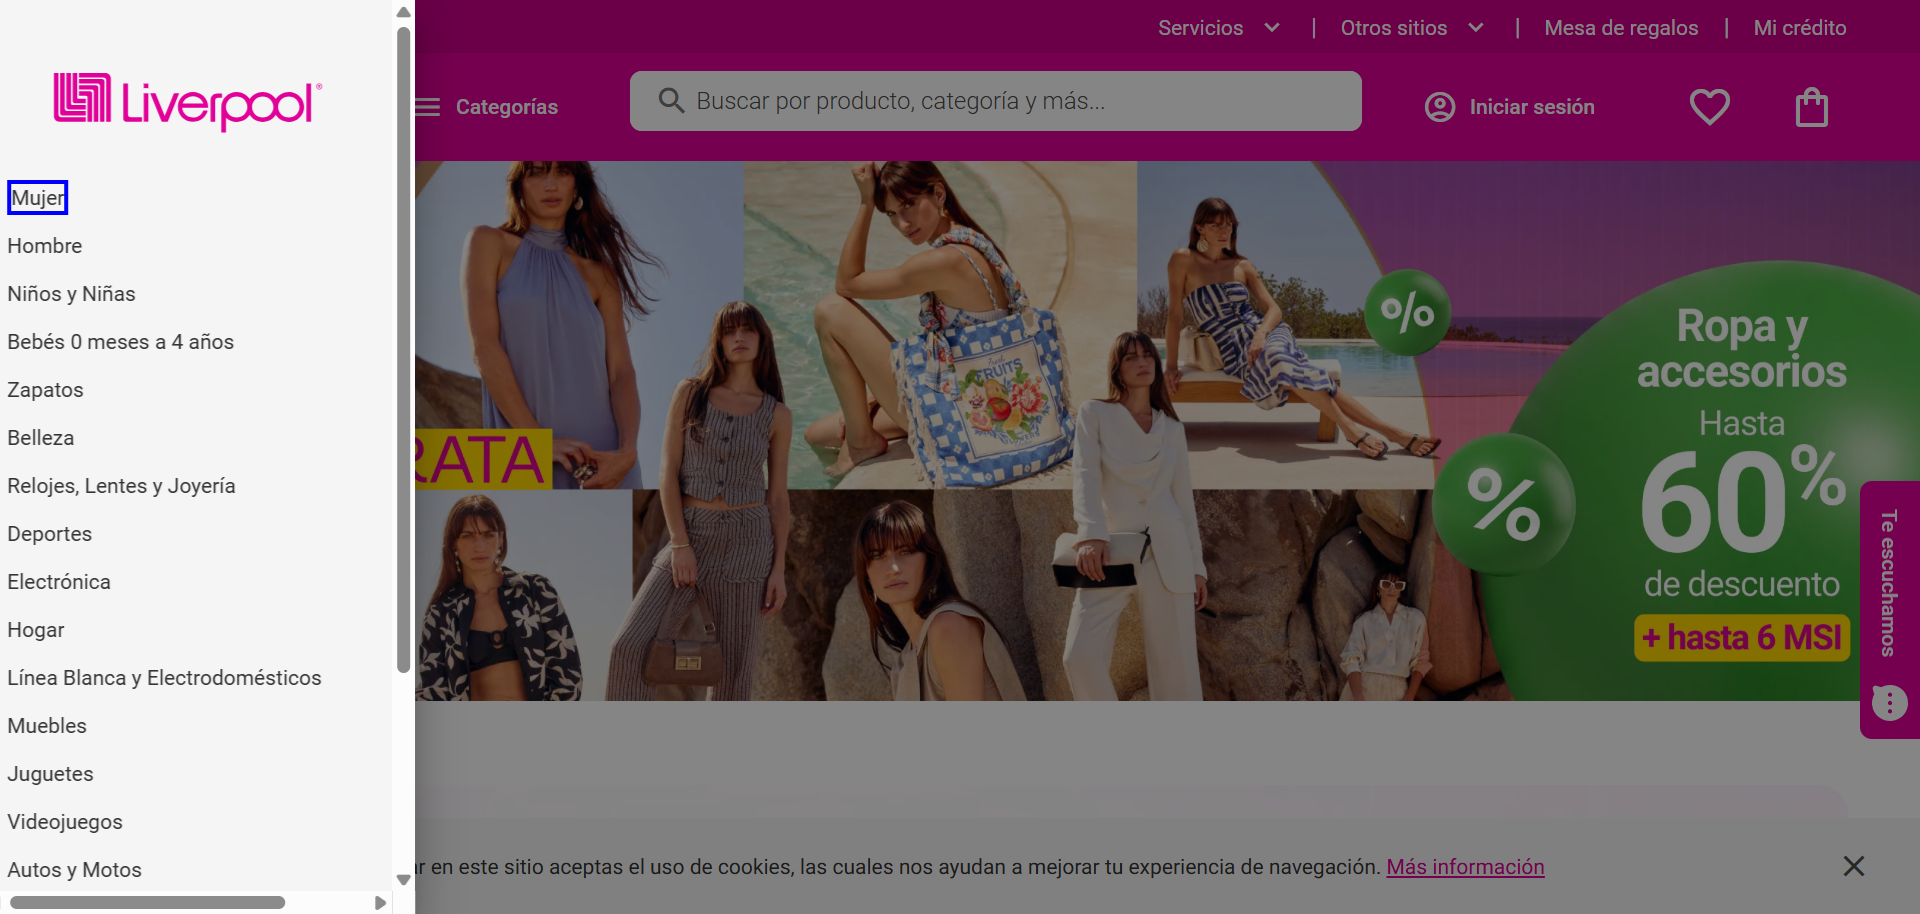 Servicios | Otros sitios | Mesa de regalos | Mi crédito
Liverpool®
Categorías
Buscar por producto, categoría y más...
Iniciar sesión
Mujer
Hombre
Niños y Niñas
Bebés 0 meses a 4 años
Zapatos
Belleza
Relojes, Lentes y Joyería
Deportes
Electrónica
Hogar
Línea Blanca y Electrodomésticos
Muebles
Juguetes
Videojuegos
Autos y Motos
FRUITS
RATA
%
%
Ropa y
accesorios
Hasta
60%
de descuento
+ hasta 6 MSI
Te escuchamos
ar en este sitio aceptas el uso de cookies, las cuales nos ayudan a mejorar tu experiencia de navegación. Más información